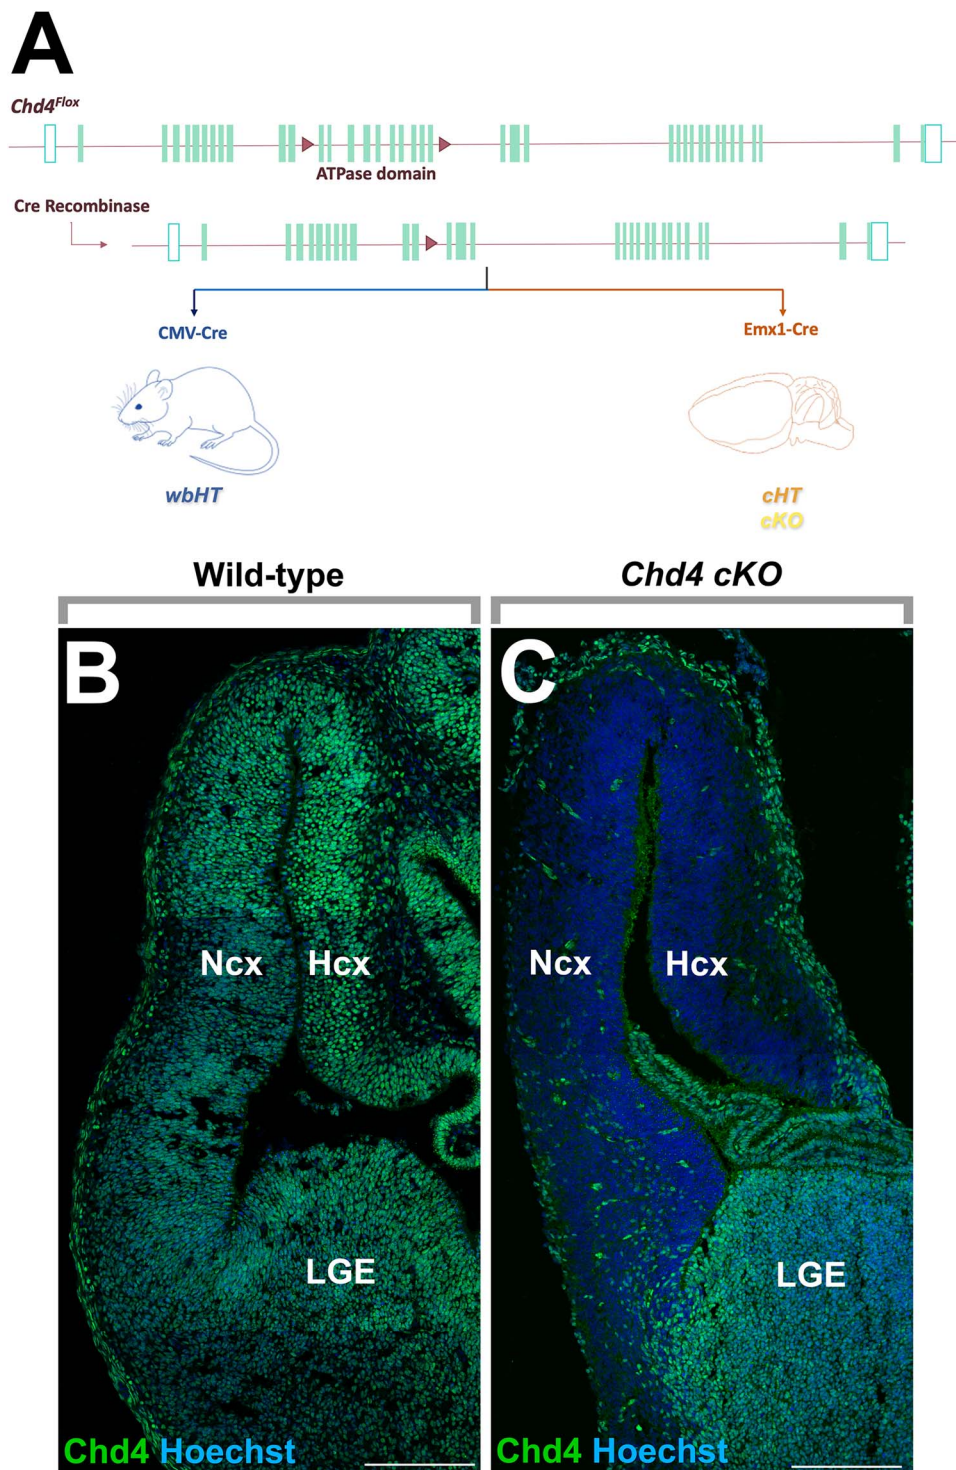 A
Chd4Flox
ATPase domain
Cre Recombinase
CMV-Cre
Emx1-Cre
wbHT
cHT
cKO
Wild-type
Chd4 cKO
B
C
Ncx Hcx
Ncx Hcx
LGE
LGE
Chd4 Hoechst
Chd4 Hoechst